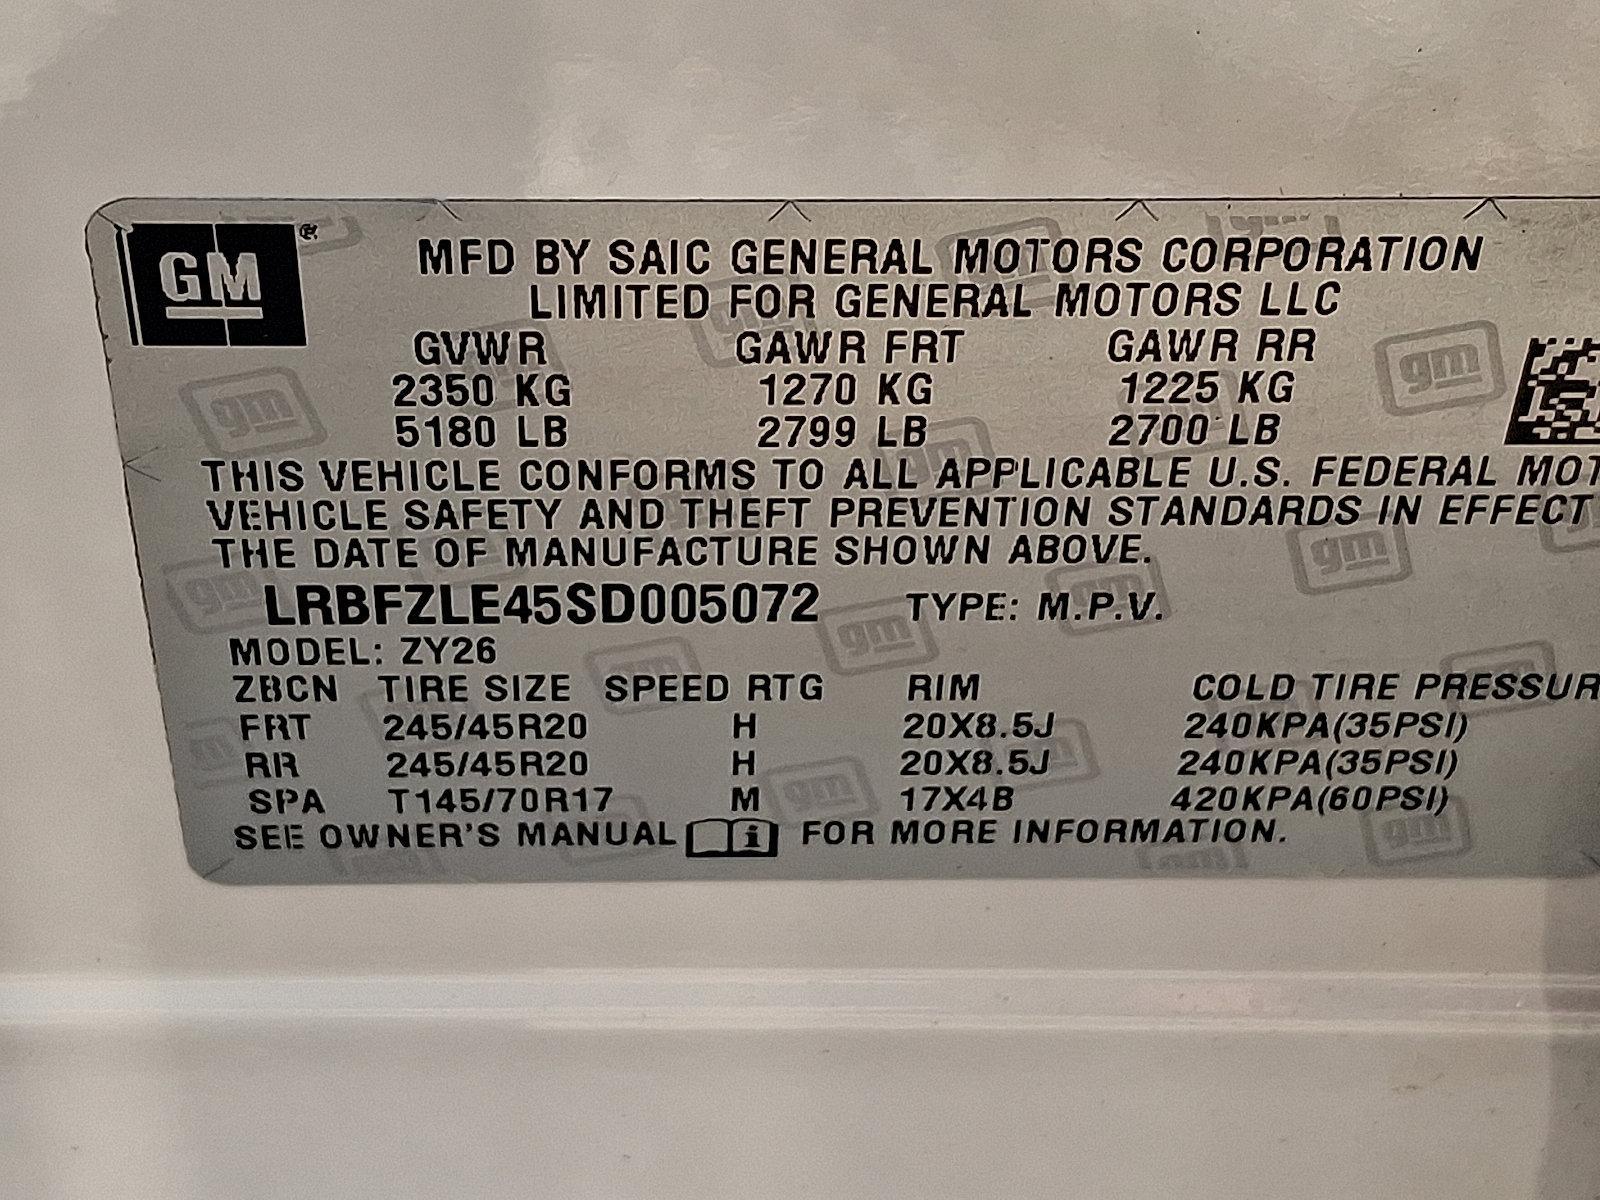 GM®
MFD BY SAIC GENERAL MOTORS CORPORATION
LIMITED FOR GENERAL MOTORS LLC
GVWR GAWR FRT GAWR RR
2350 KG 1270 KG 1225 KG
5180 LB 2799 LB 2700 LB
THIS VEHICLE CONFORMS TO ALL APPLICABLE U.S. FEDERAL MOT
VEHICLE SAFETY AND THEFT PREVENTION STANDARDS IN EFFECT
THE DATE OF MANUFACTURE SHOWN ABOVE.
LRBFZLE45SD005072 TYPE: M.P.V.
MODEL: ZY26
ZBCN TIRE SIZE SPEED RTG RIM COLD TIRE PRESSUR
FRT 245/45R20 H 20X8.5J 240KPA(35PSI)
RR 245/45R20 H 20X8.5J 240KPA(35PSI)
SPA T145/70R17 M 17X4B 420KPA(60PSI)
SEE OWNER'S MANUAL i FOR MORE INFORMATION.